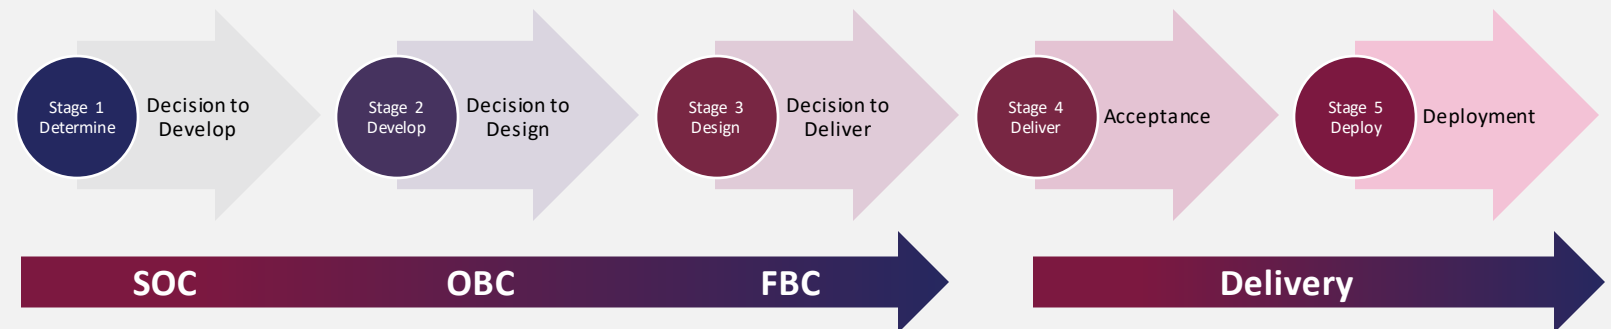 Stage 1
Determine
Decision to
Develop
Stage 2
Develop
Decision to
Design
Stage 3
Design
Decision to
Deliver
Stage 4
Deliver
Acceptance
Stage 5
Deploy
Deployment
SOC
OBC
FBC
Delivery